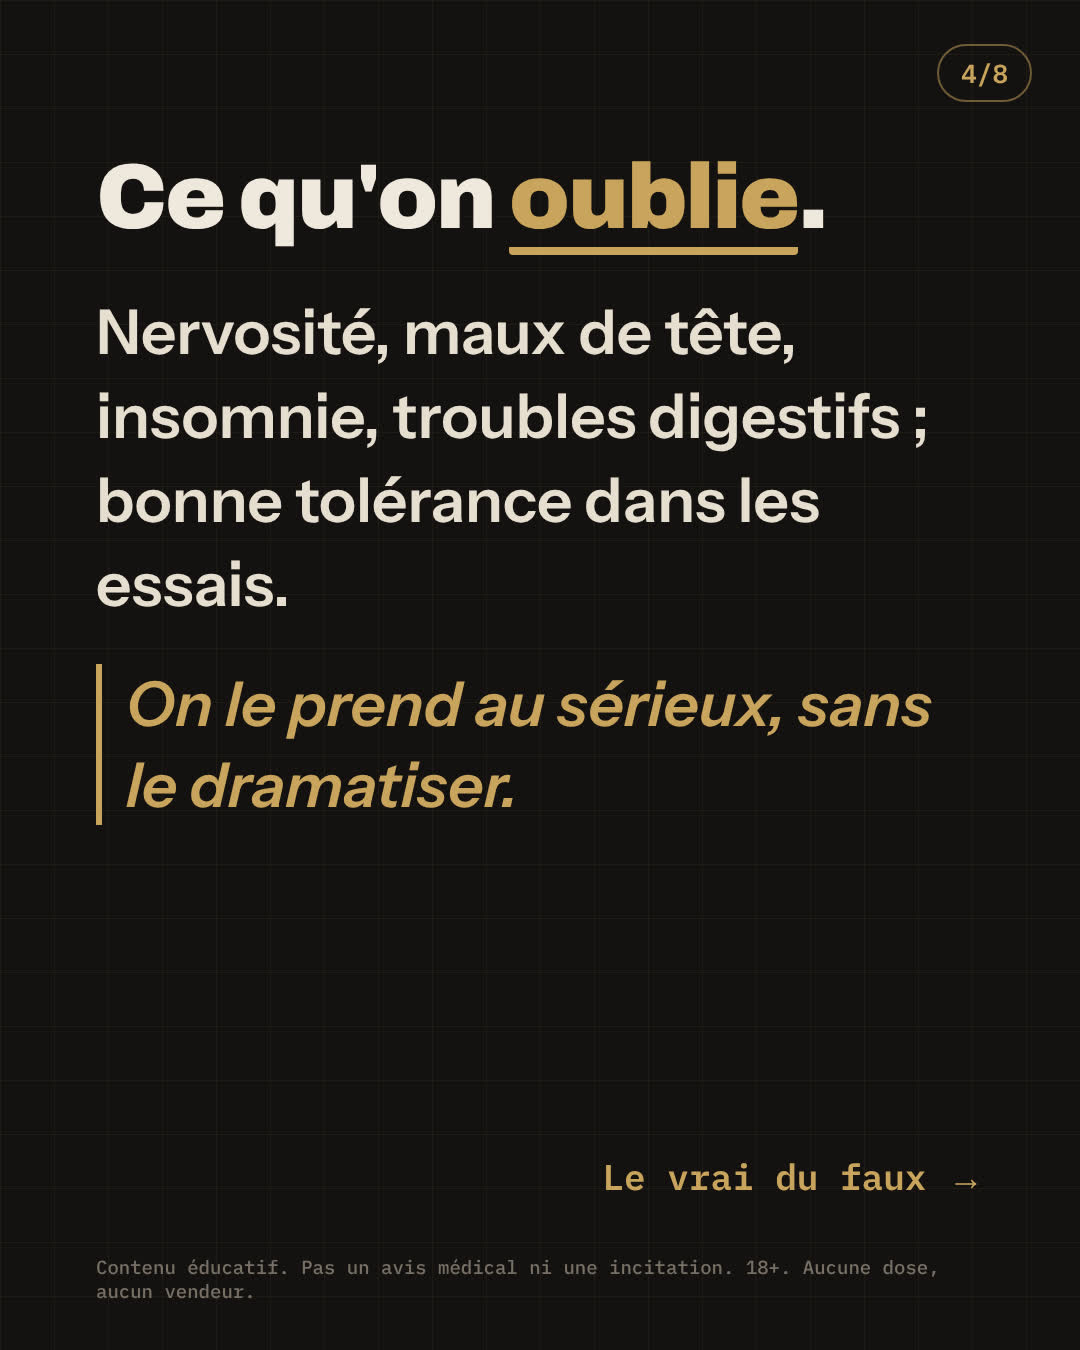 4/8
Ce qu'on oublie.
Nervosité, maux de tête,
insomnie, troubles digestifs ;
bonne tolérance dans les
essais.
On le prend au sérieux, sans
le dramatiser.
Le vrai du faux →
Contenu éducatif. Pas un avis médical ni une incitation. 18+. Aucune dose,
aucun vendeur.